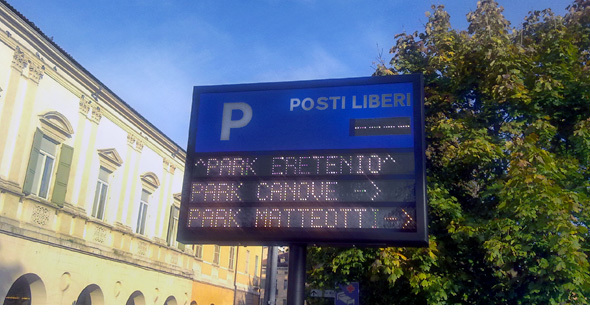 P
POSTI LIBERI
^PARK ERETENIO^
PARK CANOVE ->
PARK MATTEOTTI ->